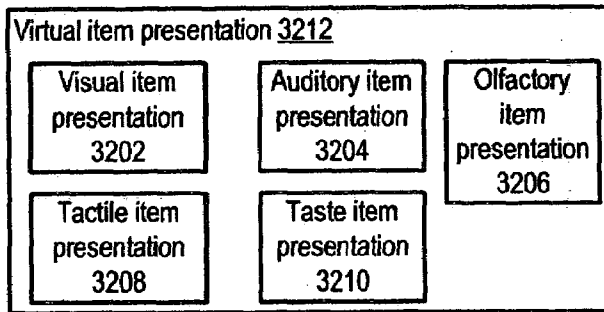 Virtual item presentation 3212
Visual item
presentation
3202
Auditory item
presentation
3204
Olfactory
item
presentation
3206
Tactile item
presentation
3208
Taste item
presentation
3210